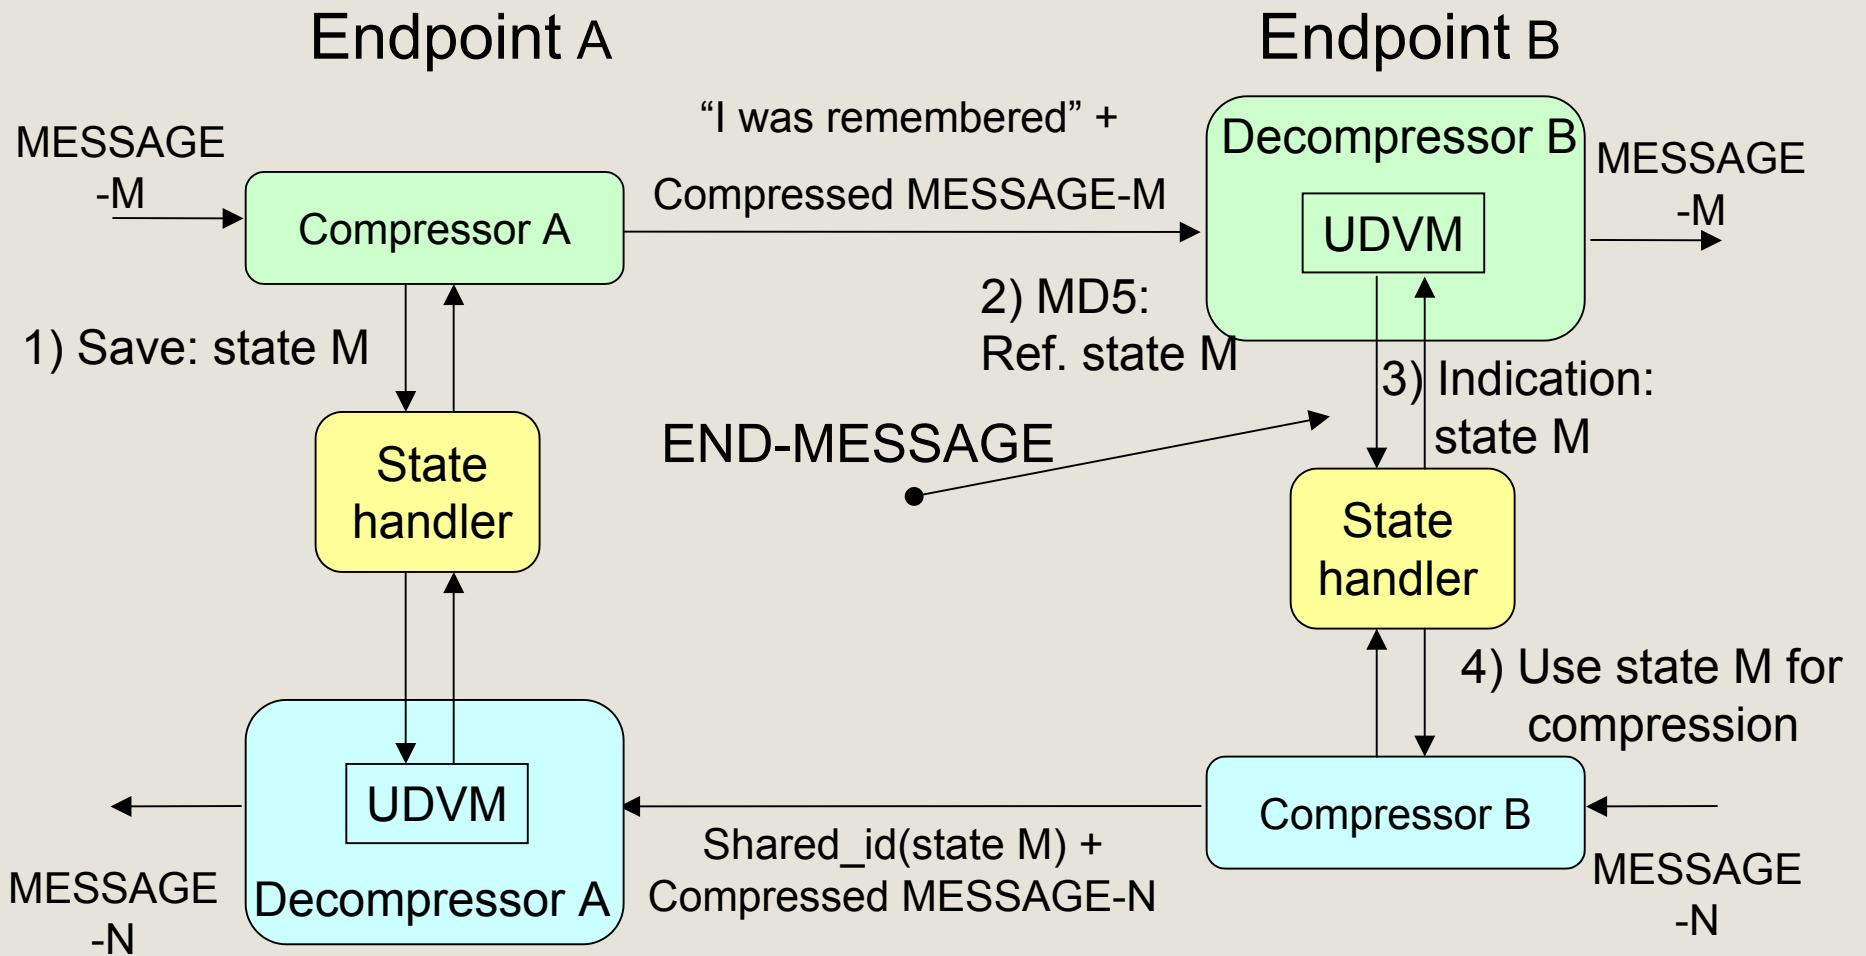 Endpoint A
Endpoint B
MESSAGE
-M
“I was remembered” +
Compressed MESSAGE-M
Compressor A
Decompressor B
UDVM
MESSAGE
-M
1) Save: state M
2) MD5:
Ref. state M
3) Indication:
state M
END-MESSAGE
State
handler
State
handler
4) Use state M for
compression
UDVM
Decompressor A
MESSAGE
-N
Shared_id(state M) +
Compressed MESSAGE-N
Compressor B
MESSAGE
-N